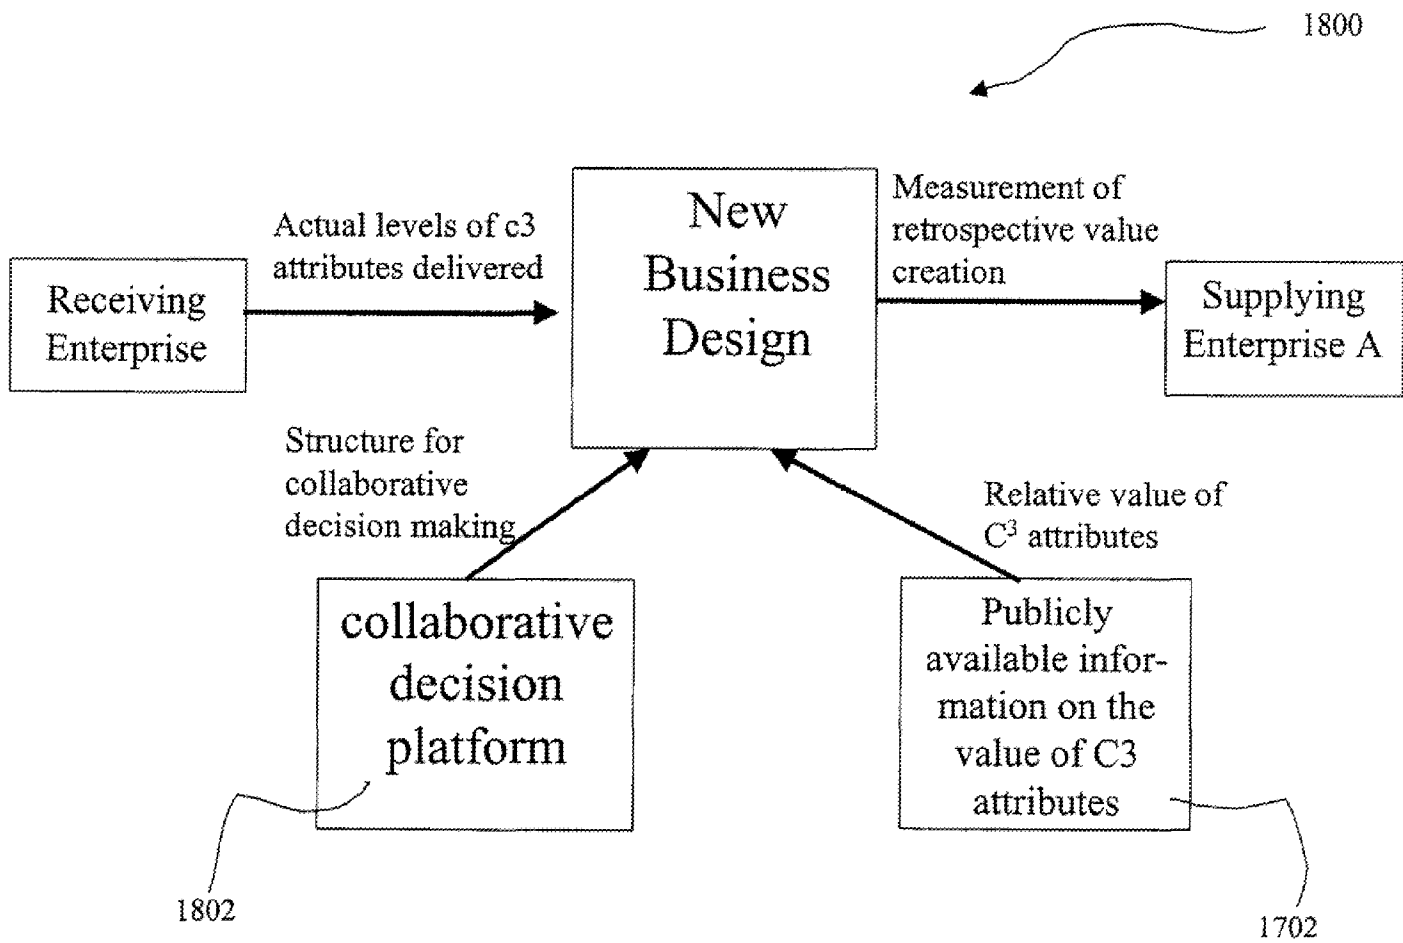 1800
Actual levels of c3
attributes delivered
New
Business
Design
Measurement of
retrospective value
creation
Receiving
Enterprise
Supplying
Enterprise A
Structure for
collaborative
decision making
Relative value of
C³ attributes
collaborative
decision
platform
Publicly
available infor-
mation on the
value of C3
attributes
1802
1702